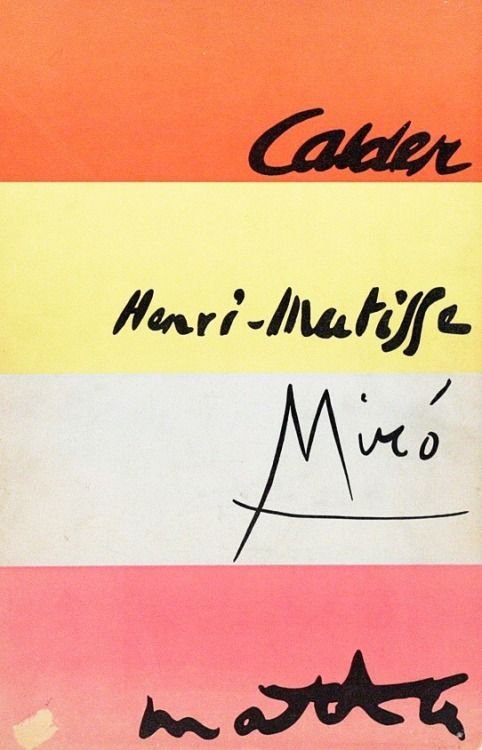 Calder
Henri-Matisse
Miró
Matta